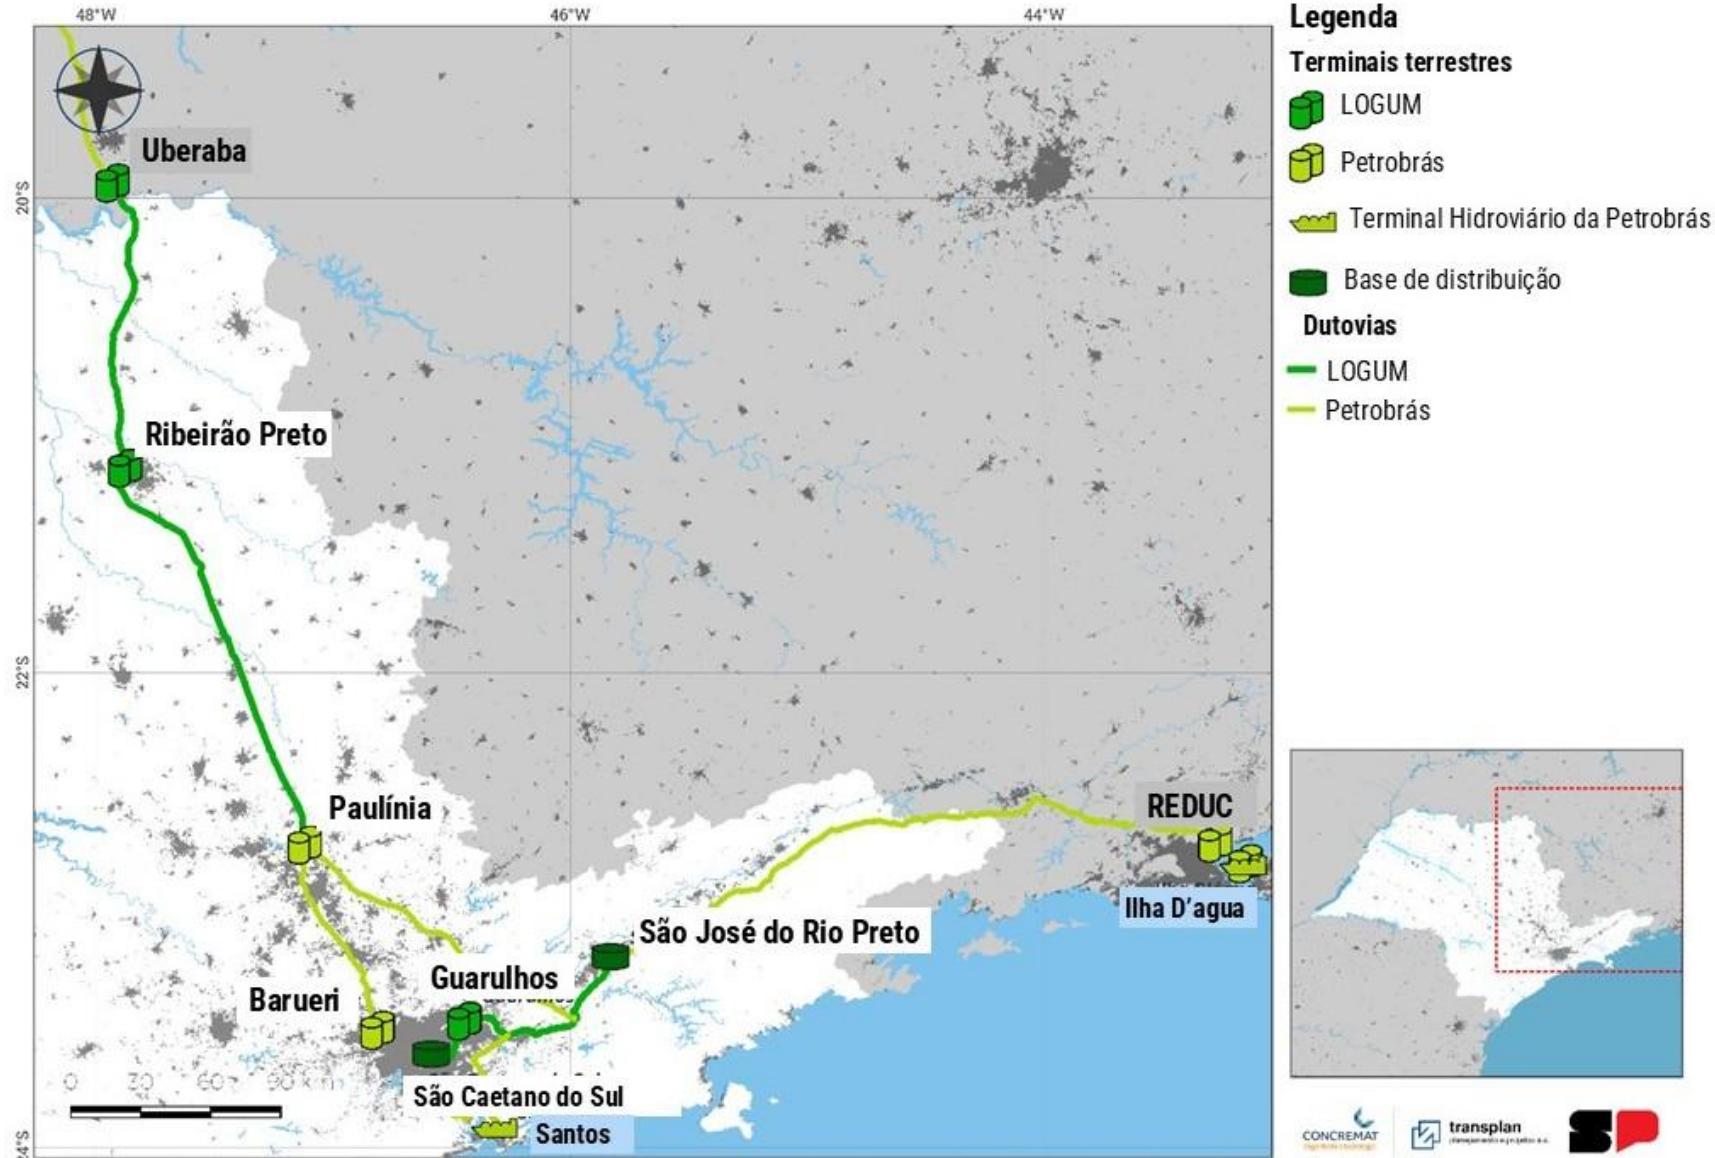 48°W 46°W 44°W
20°S
22°S
24°S
Uberaba
Ribeirão Preto
Paulínia
Barueri
Guarulhos
São José do Rio Preto
São Caetano do Sul
Santos
REDUC
Ilha D'agua
0 30 60 90 km
Legenda
Terminais terrestres
LOGUM
Petrobrás
Terminal Hidroviário da Petrobrás
Base de distribuição
Dutovias
LOGUM
Petrobrás
CONCREMAT
transplan
SP